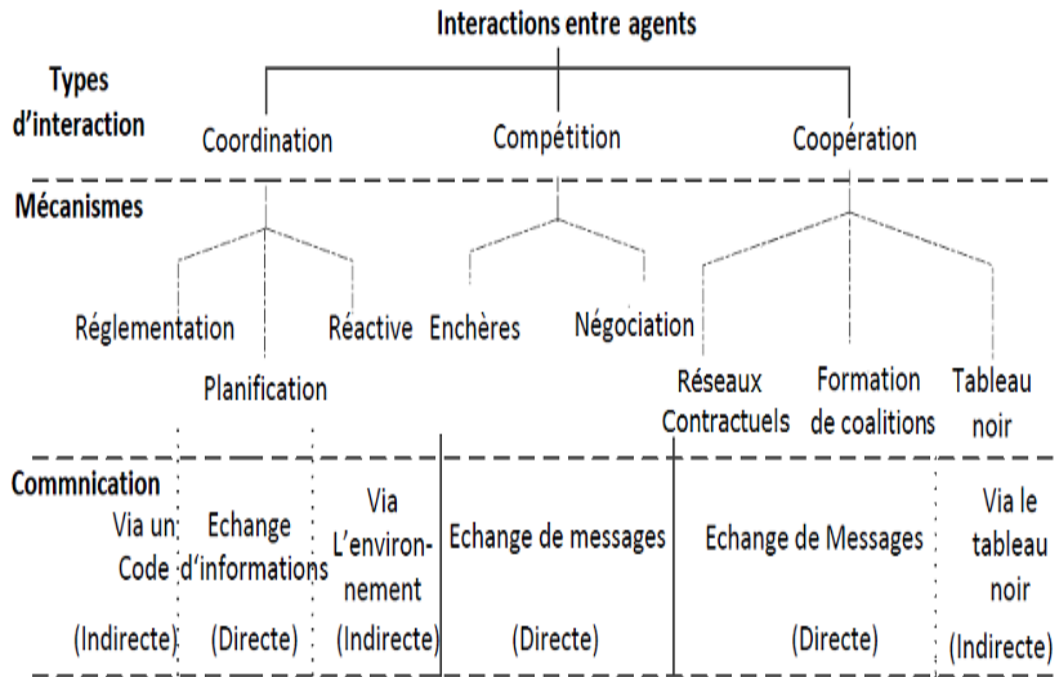 Interactions entre agents
Types
d'interaction
Coordination
Compétition
Coopération
Mécanismes
Réglementation
Réactive
Enchères
Négociation
Planification
Réseaux
Contractuels
Formation
de coalitions
Tableau
noir
Commnication
Via un
Code
(Indirecte)
Echange
d'informations
(Directe)
Via
L'environ-
nement
(Indirecte)
Echange de messages
(Directe)
Echange de Messages
(Directe)
Via le
tableau
noir
(Indirecte)